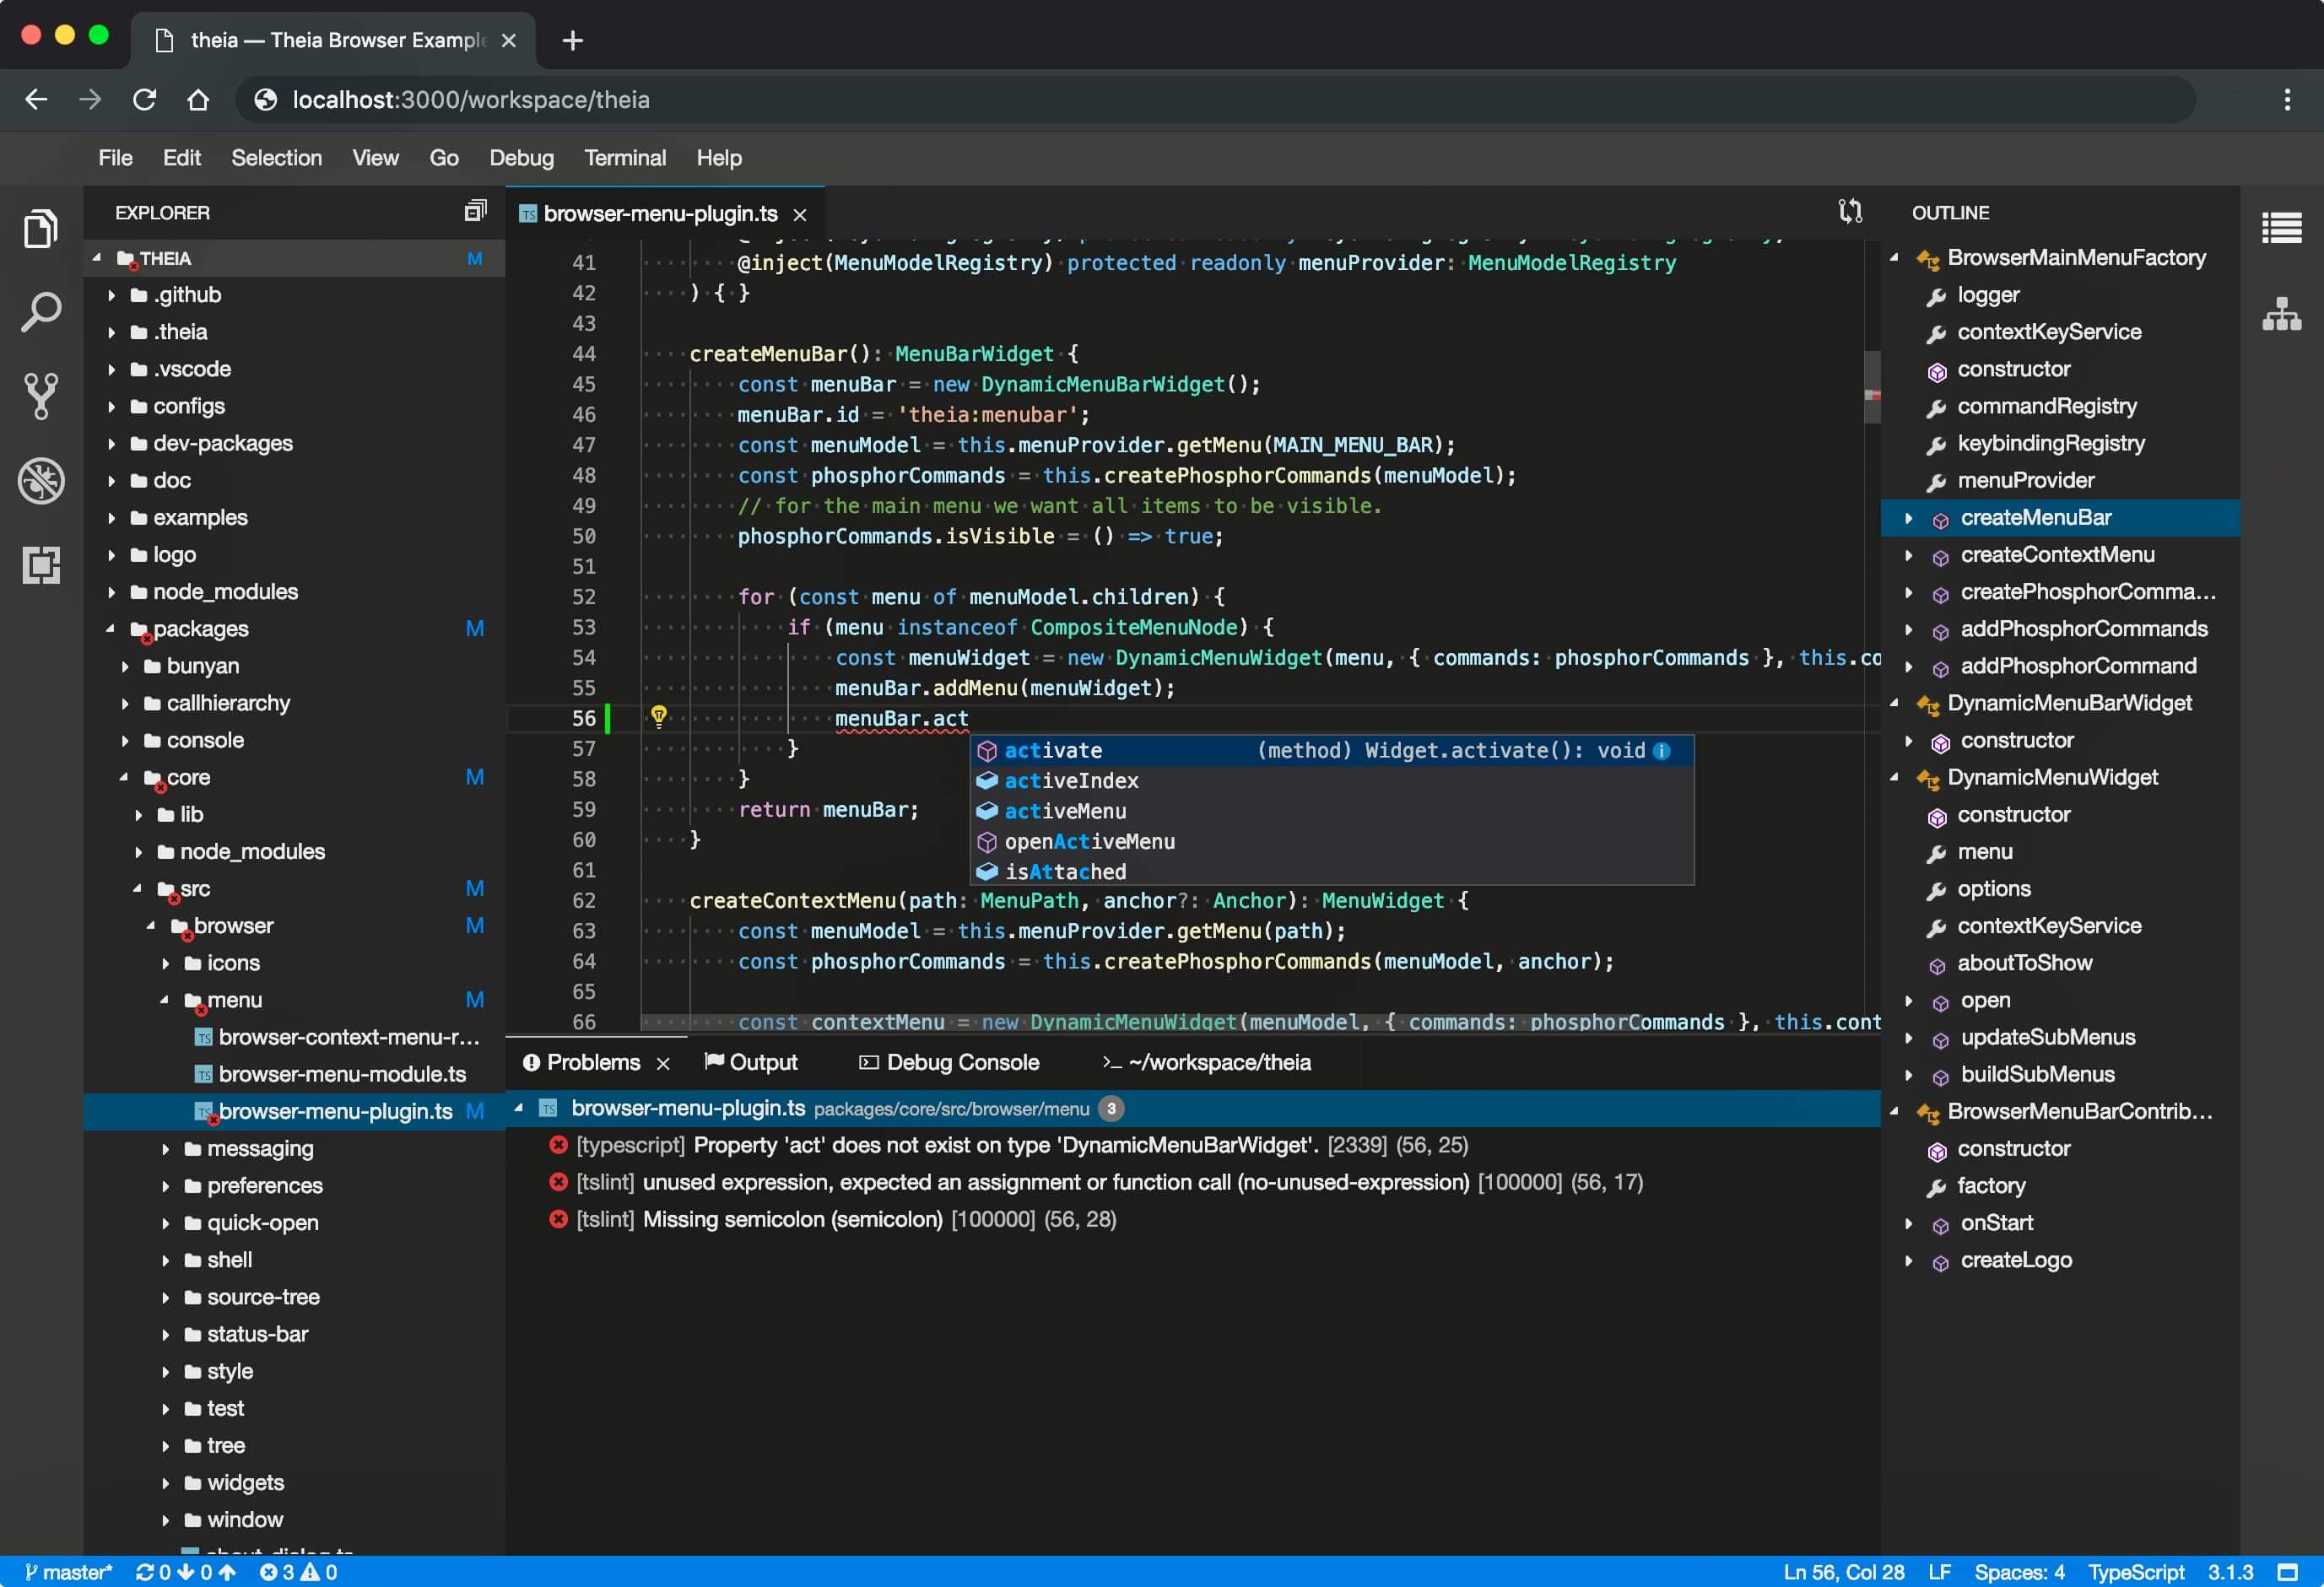 theia — Theia Browser Exampl
localhost:3000/workspace/theia
File Edit Selection View Go Debug Terminal Help
EXPLORER
THEIA M
.github
.theia
.vscode
configs
dev-packages
doc
examples
logo
node_modules
packages M
bunyan
callhierarchy
console
core M
lib
node_modules
src M
browser M
icons
menu M
browser-context-menu-r...
browser-menu-module.ts
browser-menu-plugin.ts M
messaging
preferences
quick-open
shell
source-tree
status-bar
style
test
tree
widgets
window
browser-menu-plugin.ts
41 @inject(MenuModelRegistry) protected readonly menuProvider: MenuModelRegistry
42 ) { }
43
44 createMenuBar(): MenuBarWidget {
45 const menuBar = new DynamicMenuBarWidget();
46 menuBar.id = 'theia:menubar';
47 const menuModel = this.menuProvider.getMenu(MAIN_MENU_BAR);
48 const phosphorCommands = this.createPhosphorCommands(menuModel);
49 // for the main menu we want all items to be visible.
50 phosphorCommands.isVisible = () => true;
51
52 for (const menu of menuModel.children) {
53 if (menu instanceof CompositeMenuNode) {
54 const menuWidget = new DynamicMenuWidget(menu, { commands: phosphorCommands }, this.co
55 menuBar.addMenu(menuWidget);
56 menuBar.act
57 }
58 }
59 return menuBar;
60 }
61
62 createContextMenu(path: MenuPath, anchor?: Anchor): MenuWidget {
63 const menuModel = this.menuProvider.getMenu(path);
64 const phosphorCommands = this.createPhosphorCommands(menuModel, anchor);
65
66 const contextMenu = new DynamicMenuWidget(menuModel, { commands: phosphorCommands }, this.cont
activate (method) Widget.activate(): void
activeIndex
activeMenu
openActiveMenu
isAttached
Problems Output Debug Console >_ ~/workspace/theia
browser-menu-plugin.ts packages/core/src/browser/menu 3
[typescript] Property 'act' does not exist on type 'DynamicMenuBarWidget'. [2339] (56, 25)
[tslint] unused expression, expected an assignment or function call (no-unused-expression) [100000] (56, 17)
[tslint] Missing semicolon (semicolon) [100000] (56, 28)
OUTLINE
BrowserMainMenuFactory
logger
contextKeyService
constructor
commandRegistry
keybindingRegistry
menuProvider
createMenuBar
createContextMenu
createPhosphorComma...
addPhosphorCommands
addPhosphorCommand
DynamicMenuBarWidget
constructor
DynamicMenuWidget
constructor
menu
options
contextKeyService
aboutToShow
open
updateSubMenus
buildSubMenus
BrowserMenuBarContrib...
constructor
factory
onStart
createLogo
master* 0 0 3 0
Ln 56, Col 28 LF Spaces: 4 TypeScript 3.1.3